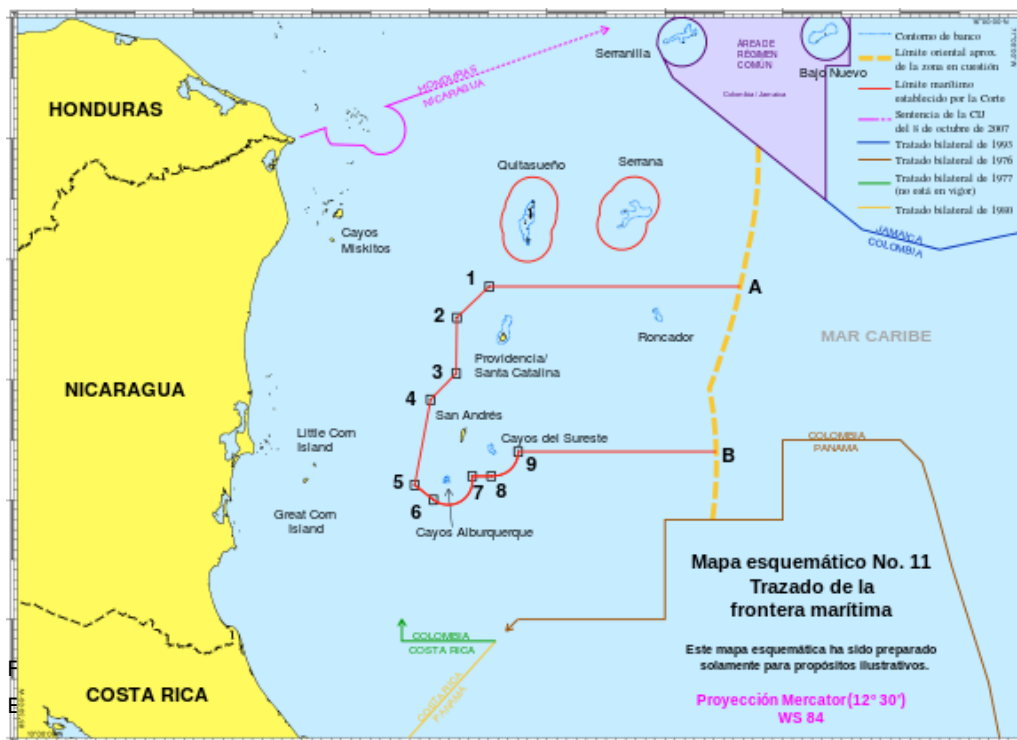 Serranilla
ÁREA DE
RÉGIMEN
COMÚN
Colombia / Jamaica
Bajo Nuevo
Contorno de banco
Límite oriental aprox.
de la zona en cuestión
Límite marítimo
establecido por la Corte
Sentencia de la CIJ
del 8 de octubre de 2007
Tratado bilateral de 1993
Tratado bilateral de 1976
Tratado bilateral de 1977
(no está en vigor)
Tratado bilateral de 1980
HONDURAS
HONDURAS
NICARAGUA
Quitasueño
Serrana
Cayos
Miskitos
JAMAICA
COLOMBIA
1
A
2
Roncador
MAR CARIBE
Providencia/
Santa Catalina
3
4
NICARAGUA
San Andrés
Little Corn
Island
Cayos del Sureste
COLOMBIA
PANAMA
9
B
5
7
8
6
Great Corn
Island
Cayos Alburquerque
Mapa esquemático No. 11
Trazado de la
frontera marítima
COLOMBIA
COSTA RICA
COSTA RICA
PANAMA
Este mapa esquemática ha sido preparado
solamente para propósitos ilustrativos.
COSTA RICA
Proyección Mercator (12º 30')
WS 84